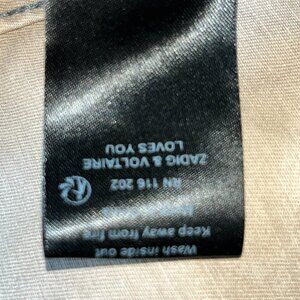 Wash inside out
Keep away from fire
RN 116 202
ZADIG & VOLTAIRE
LOVES YOU